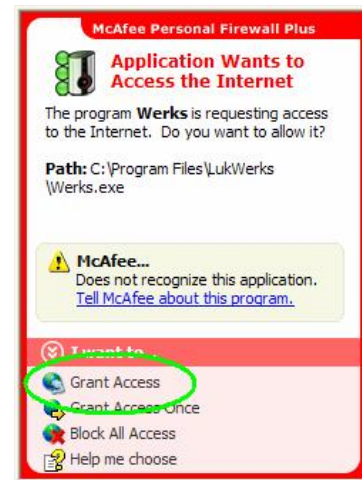 McAfee Personal Firewall Plus
Application Wants to
Access the Internet
The program Werks is requesting access
to the Internet. Do you want to allow it?
Path: C:\Program Files\LukWerks
\Werks.exe
McAfee...
Does not recognize this application.
Tell McAfee about this program.
I want to...
Grant Access
Grant Access Once
Block All Access
Help me choose